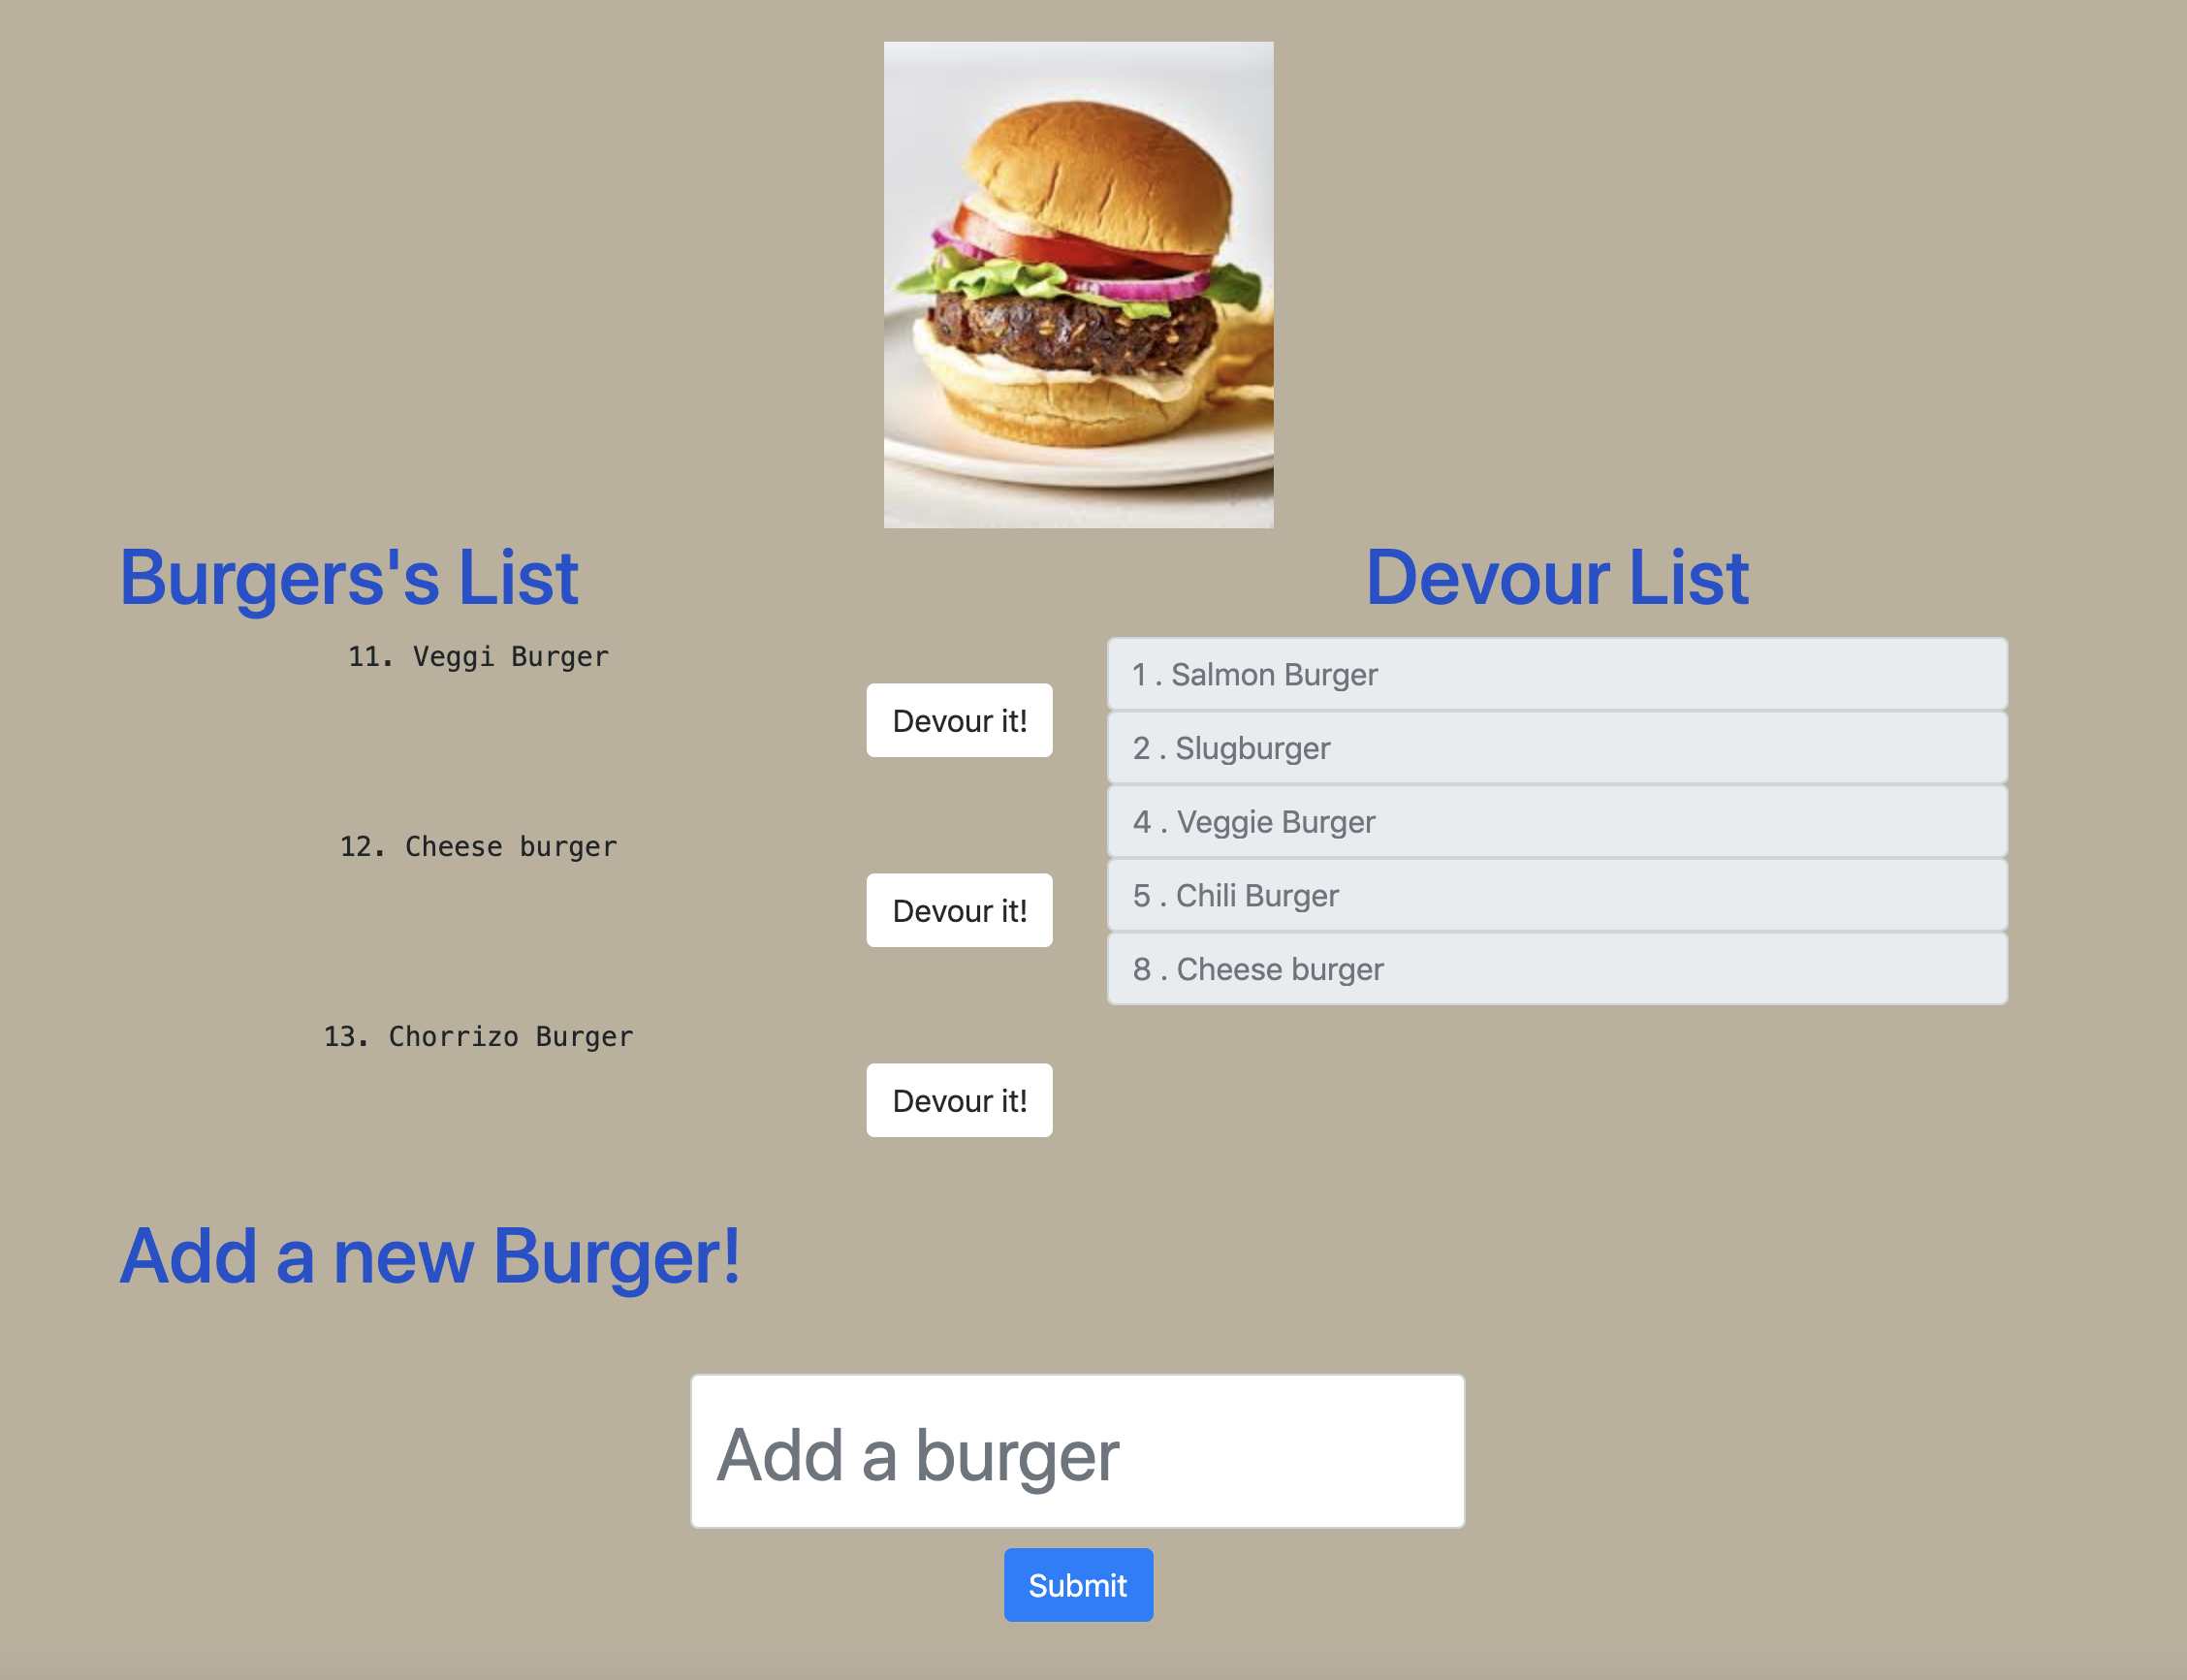 Burgers's List
11. Veggi Burger
Devour it!
12. Cheese burger
Devour it!
13. Chorrizo Burger
Devour it!
Devour List
1 . Salmon Burger
2 . Slugburger
4 . Veggie Burger
5 . Chili Burger
8 . Cheese burger
Add a new Burger!
Add a burger
Submit